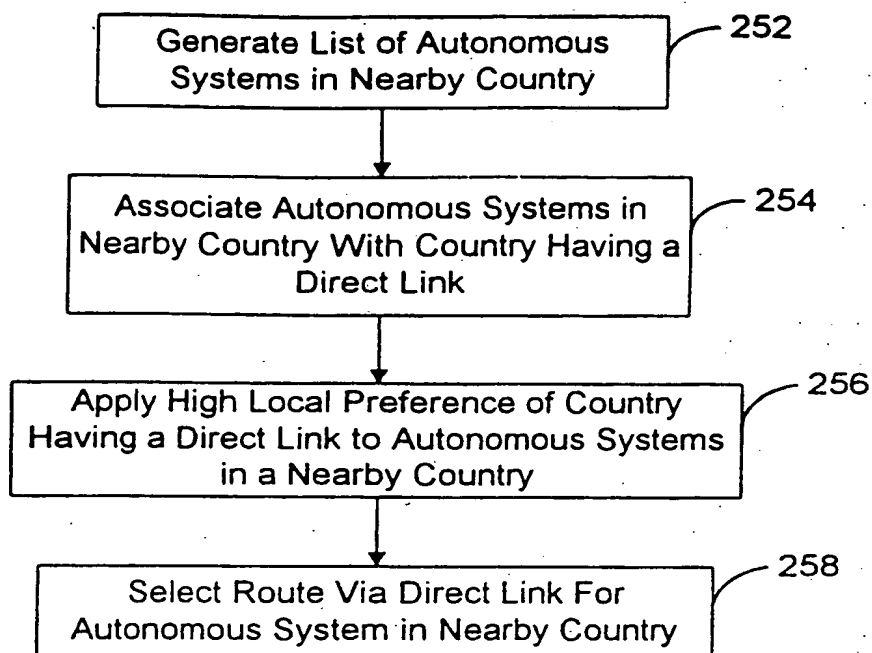 Generate List of Autonomous
Systems in Nearby Country
252
Associate Autonomous Systems in
Nearby Country With Country Having a
Direct Link
254
Apply High Local Preference of Country
Having a Direct Link to Autonomous Systems
in a Nearby Country
256
Select Route Via Direct Link For
Autonomous System in Nearby Country
258